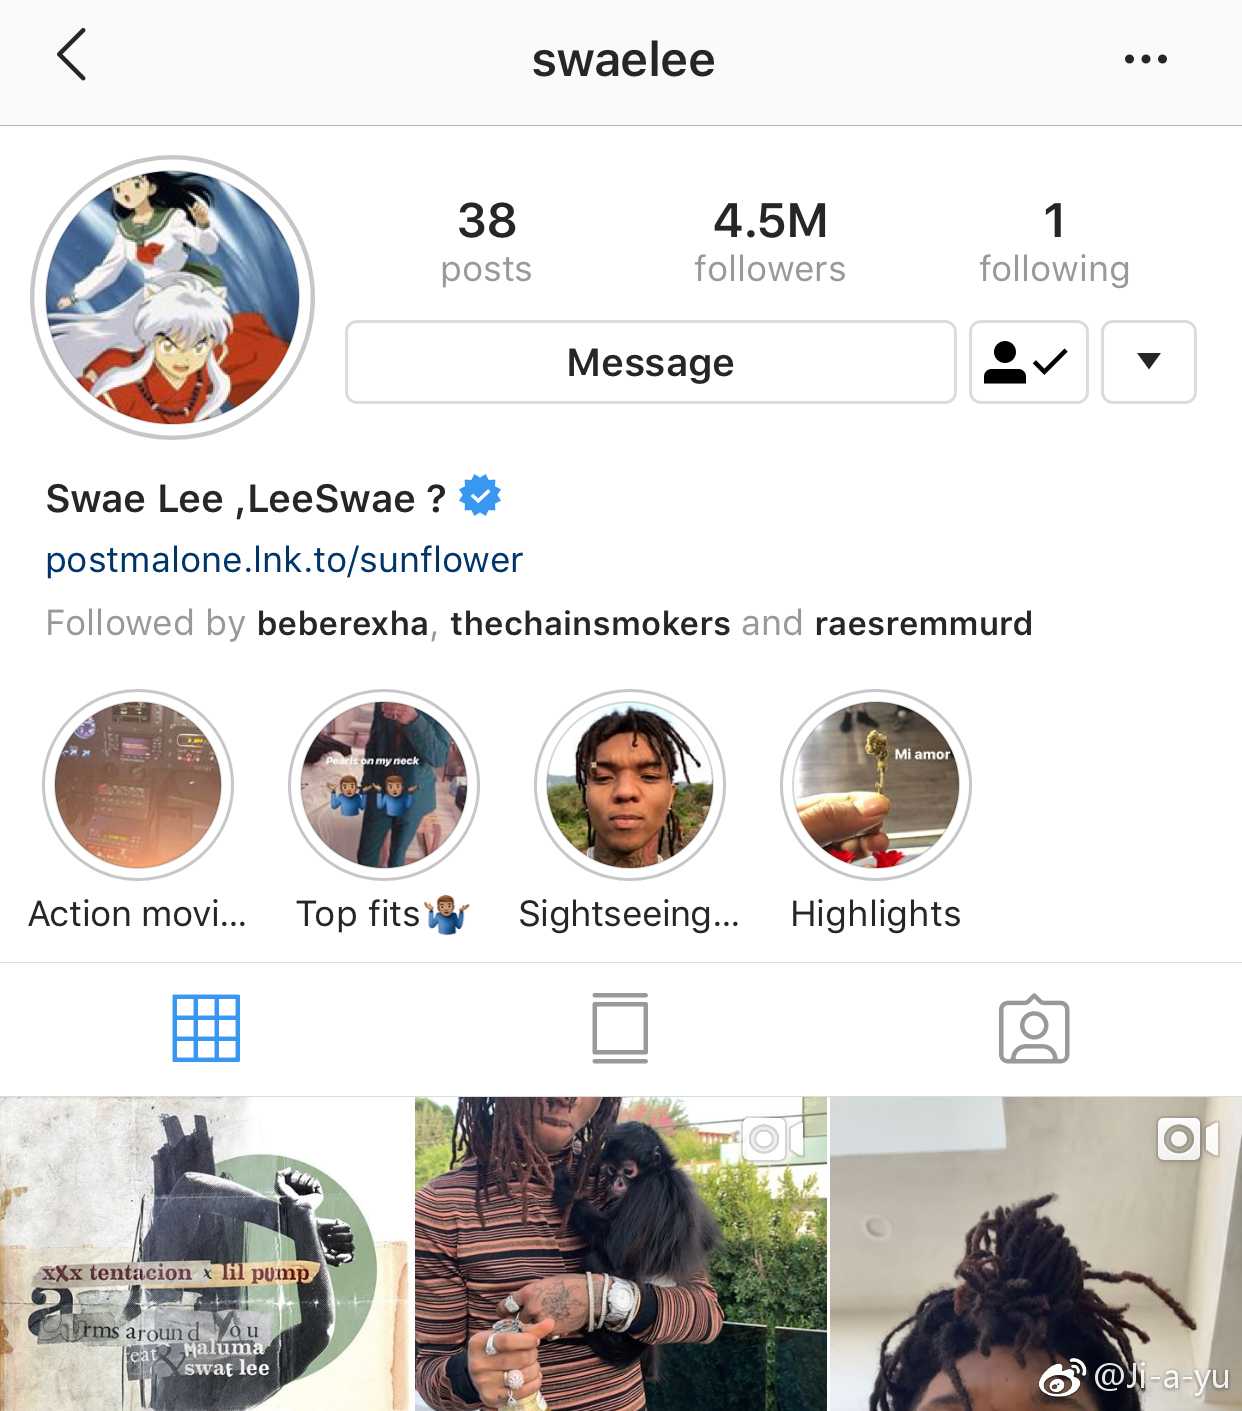 swaelee
38
4.5M
1
posts
followers
following
Message
Swae Lee ,LeeSwae ?
postmalone.lnk.to/sunflower
Followed by beberexha, thechainsmokers and raesremmurd
Pearls on my neck
Mi amor
Action movi...
Top fits🤷🏽‍♂️
Sightseeing...
Highlights
xXx tentacion x lil pump
arms around You
feat
Maluma
swae lee
@Ji-a-yu